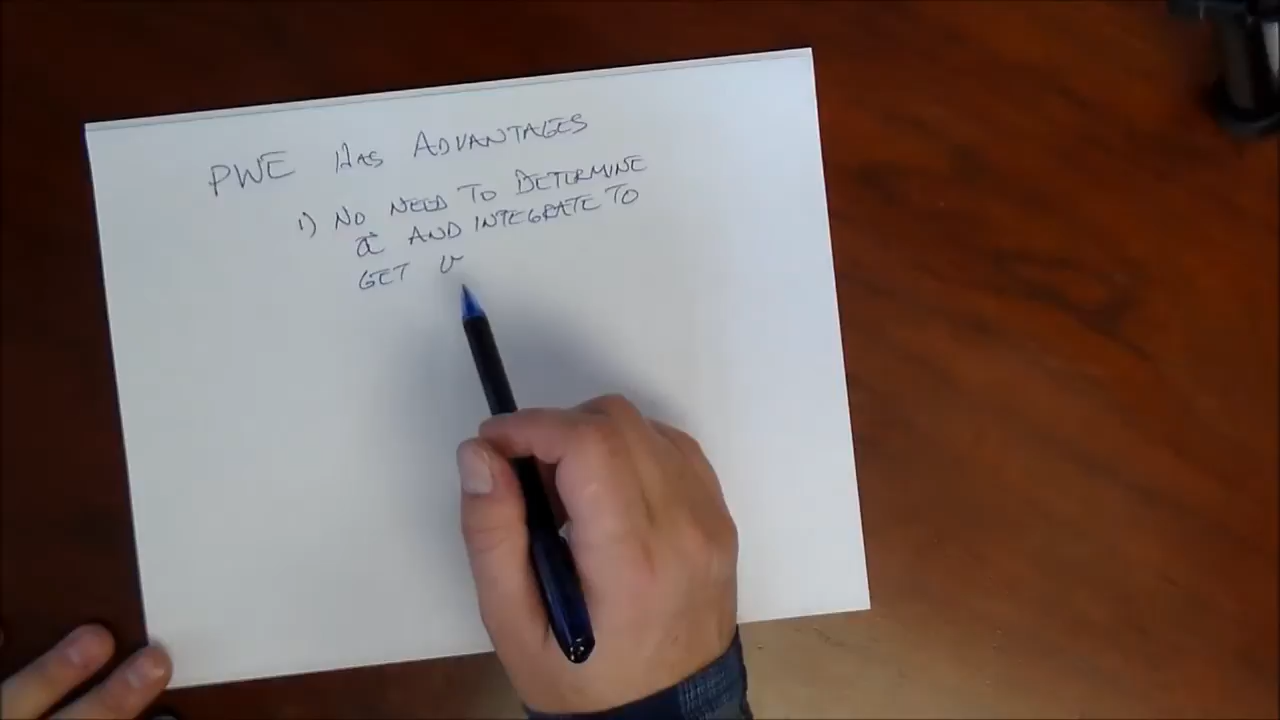 PWE HAS ADVANTAGES
1) NO NEED TO DETERMINE
a⃗ AND INTEGRATE TO
GET v